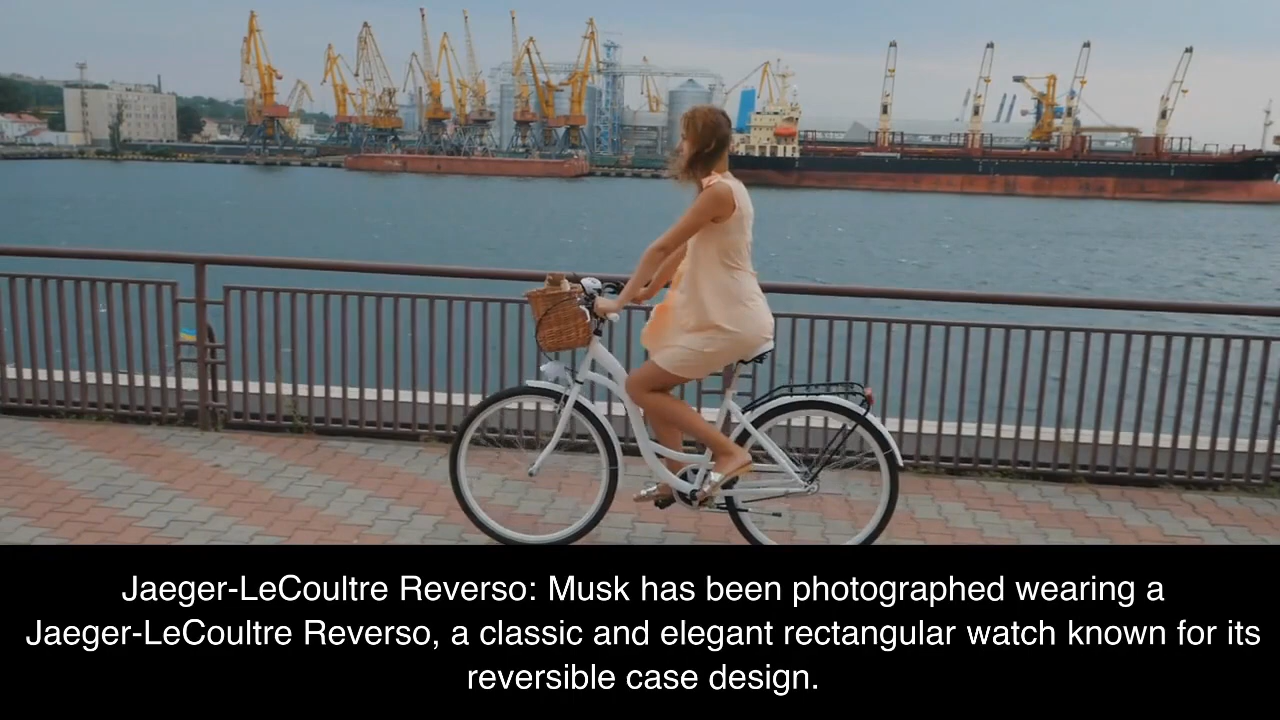 Jaeger-LeCoultre Reverso: Musk has been photographed wearing a
Jaeger-LeCoultre Reverso, a classic and elegant rectangular watch known for its
reversible case design.